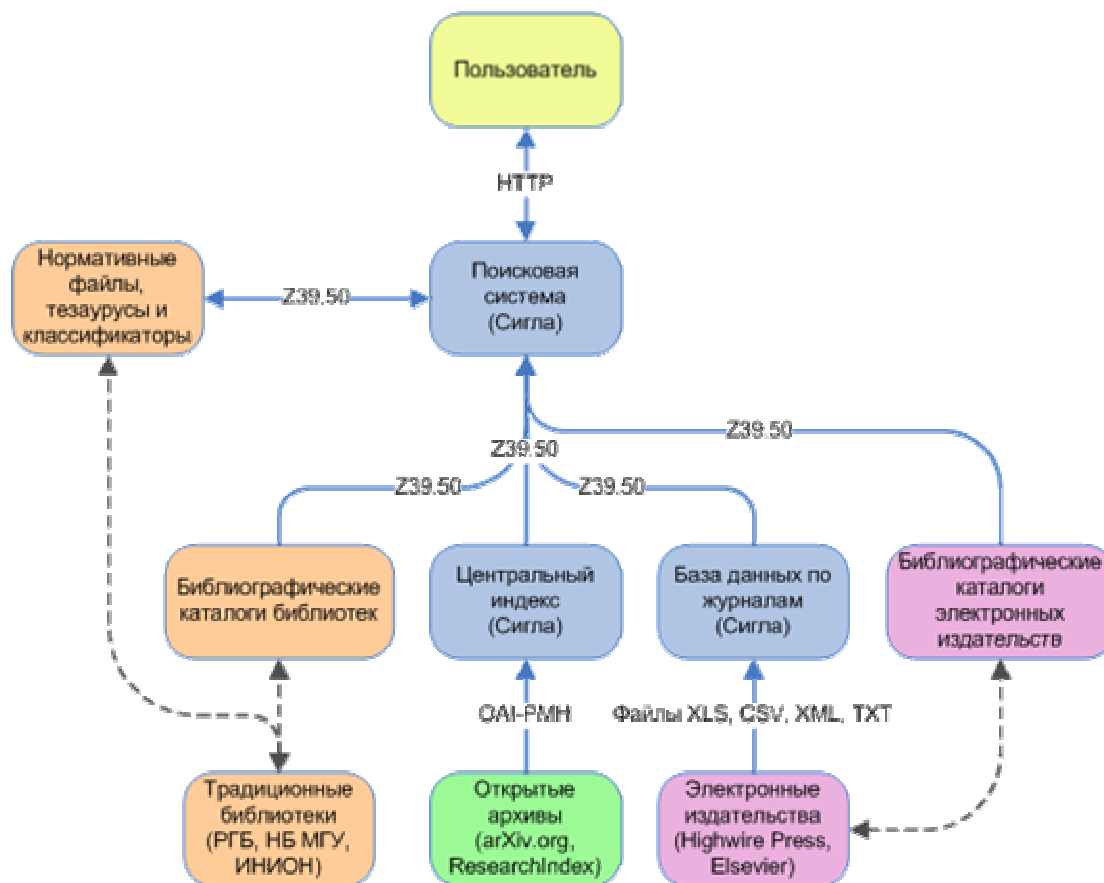 Пользователь
HTTP
Нормативные
файлы,
тезаурусы и
классификаторы
Z39.50
Поисковая
система
(Сигла)
Z39.50
Z39.50
Z39.50
Z39.50
Библиографические
каталоги библиотек
Центральный
индекс
(Сигла)
База данных по
журналам
(Сигла)
Библиографические
каталоги
электронных
издательств
OAI-PMH
Файлы XLS, CSV, XML, TXT
Традиционные
библиотеки
(РГБ, НБ МГУ,
ИНИОН)
Открытые
архивы
(arXiv.org,
ResearchIndex)
Электронные
издательства
(Highwire Press,
Elsevier)